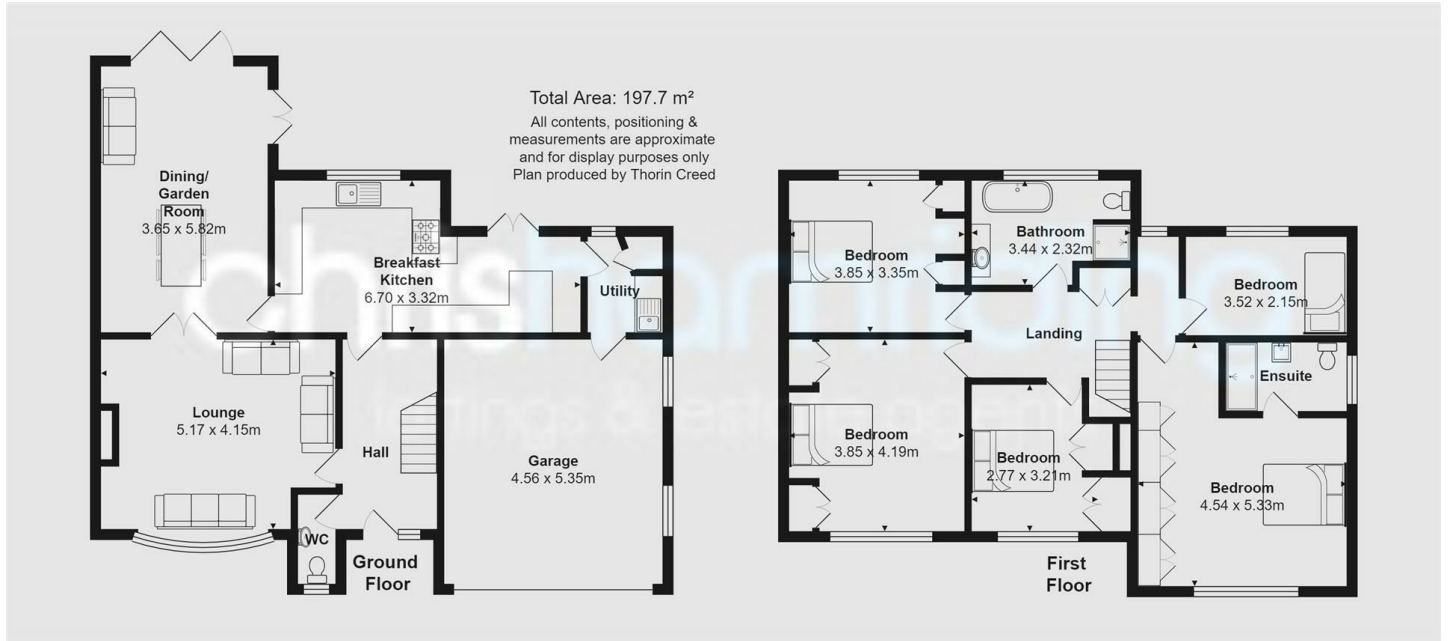 Total Area: 197.7 m²
All contents, positioning &
measurements are approximate
and for display purposes only
Plan produced by Thorin Creed
Dining/
Garden
Room
3.65 x 5.82m
Breakfast
Kitchen
6.70 x 3.32m
Utility
Lounge
5.17 x 4.15m
Hall
Garage
4.56 x 5.35m
WC
Ground
Floor
Bedroom
3.85 x 3.35m
Bathroom
3.44 x 2.32m
Bedroom
3.52 x 2.15m
Landing
Ensuite
Bedroom
3.85 x 4.19m
Bedroom
2.77 x 3.21m
Bedroom
4.54 x 5.33m
First
Floor